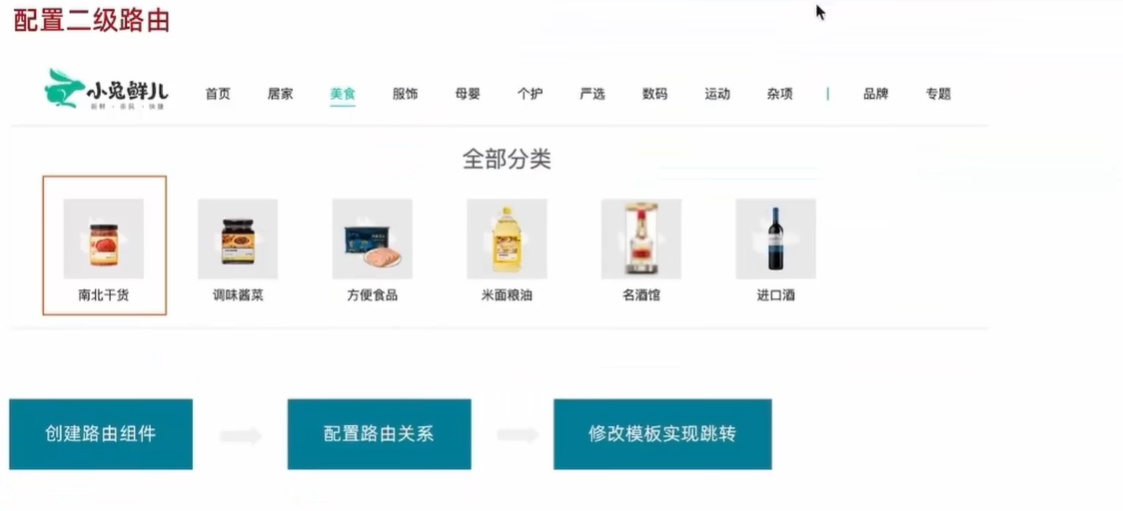 配置二级路由
小兔鲜儿 首页 居家 美食 服饰 母婴 个护 严选 数码 运动 杂项 | 品牌 专题
新鲜·亲民·快捷
全部分类
南北干货 调味酱菜 方便食品 米面粮油 名酒馆 进口酒
创建路由组件 配置路由关系 修改模板实现跳转